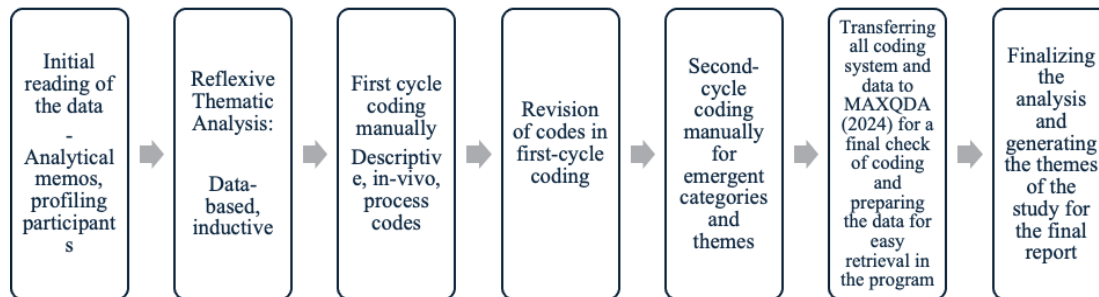 Initial
reading of
the data
-
Analytical
memos,
profiling
participant
s
Reflexive
Thematic
Analysis:
Data-
based,
inductive
First cycle
coding
manually
Descriptiv
e, in-vivo,
process
codes
Revision
of codes in
first-cycle
coding
Second-
cycle
coding
manually
for
emergent
categories
and
themes
Transferring
all coding
system and
data to
MAXQDA
(2024) for a
final check
of coding
and
preparing
the data for
easy
retrieval in
the program
Finalizing
the
analysis
and
generating
the themes
of the
study for
the final
report